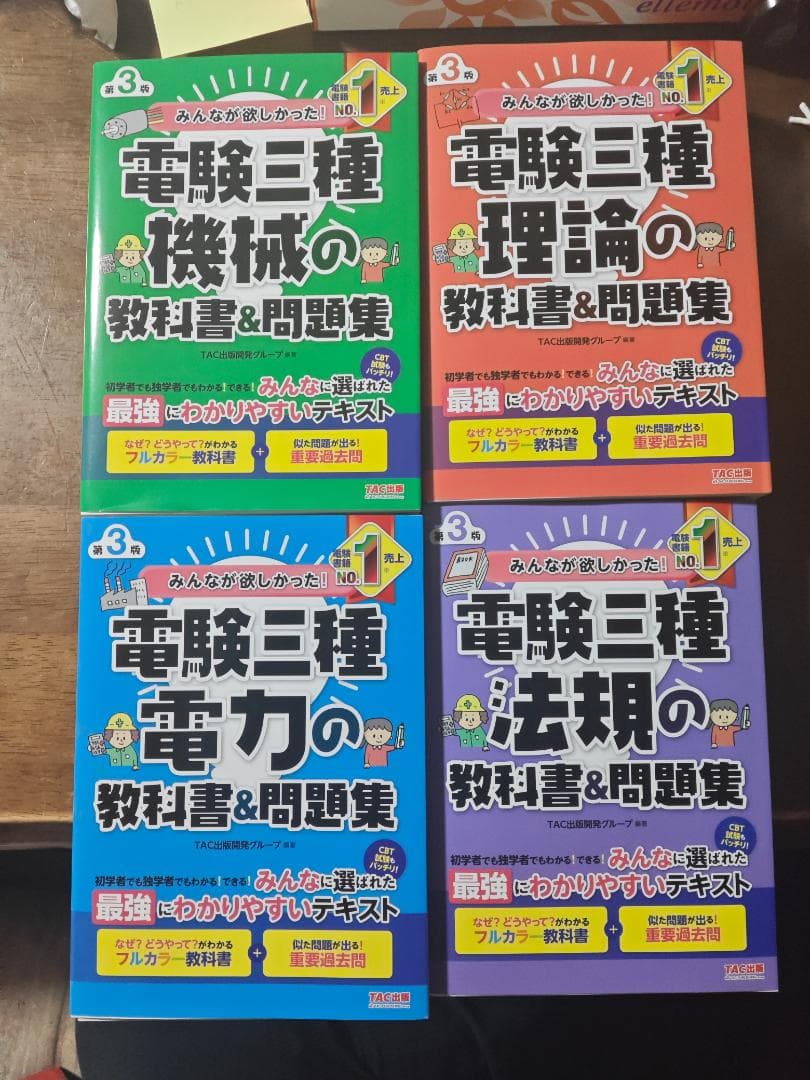 ellemoi
第3版
みんなが欲しかった!
電験書籍
NO.1
売上
電験三種
機械の
教科書&問題集
TAC出版開発グループ 編著
CBT試験もバッチリ!
初学者でも独学者でもわかる!できる!みんなに選ばれた
最強にわかりやすいテキスト
なぜ?どうやって?がわかる
フルカラー教科書
+
似た問題が出る!
重要過去問
TAC出版
第3版
みんなが欲しかった!
電験書籍
NO.1
売上
電験三種
理論の
教科書&問題集
TAC出版開発グループ 編著
CBT試験もバッチリ!
初学者でも独学者でもわかる!できる!みんなに選ばれた
最強にわかりやすいテキスト
なぜ?どうやって?がわかる
フルカラー教科書
+
似た問題が出る!
重要過去問
TAC出版
第3版
みんなが欲しかった!
電験書籍
NO.1
売上
電験三種
電力の
教科書&問題集
TAC出版開発グループ 編著
CBT試験もバッチリ!
初学者でも独学者でもわかる!できる!みんなに選ばれた
最強にわかりやすいテキスト
なぜ?どうやって?がわかる
フルカラー教科書
+
似た問題が出る!
重要過去問
TAC出版
第3版
みんなが欲しかった!
電験書籍
NO.1
売上
電験三種
法規の
教科書&問題集
TAC出版開発グループ 編著
CBT試験もバッチリ!
初学者でも独学者でもわかる!できる!みんなに選ばれた
最強にわかりやすいテキスト
なぜ?どうやって?がわかる
フルカラー教科書
+
似た問題が出る!
重要過去問
TAC出版